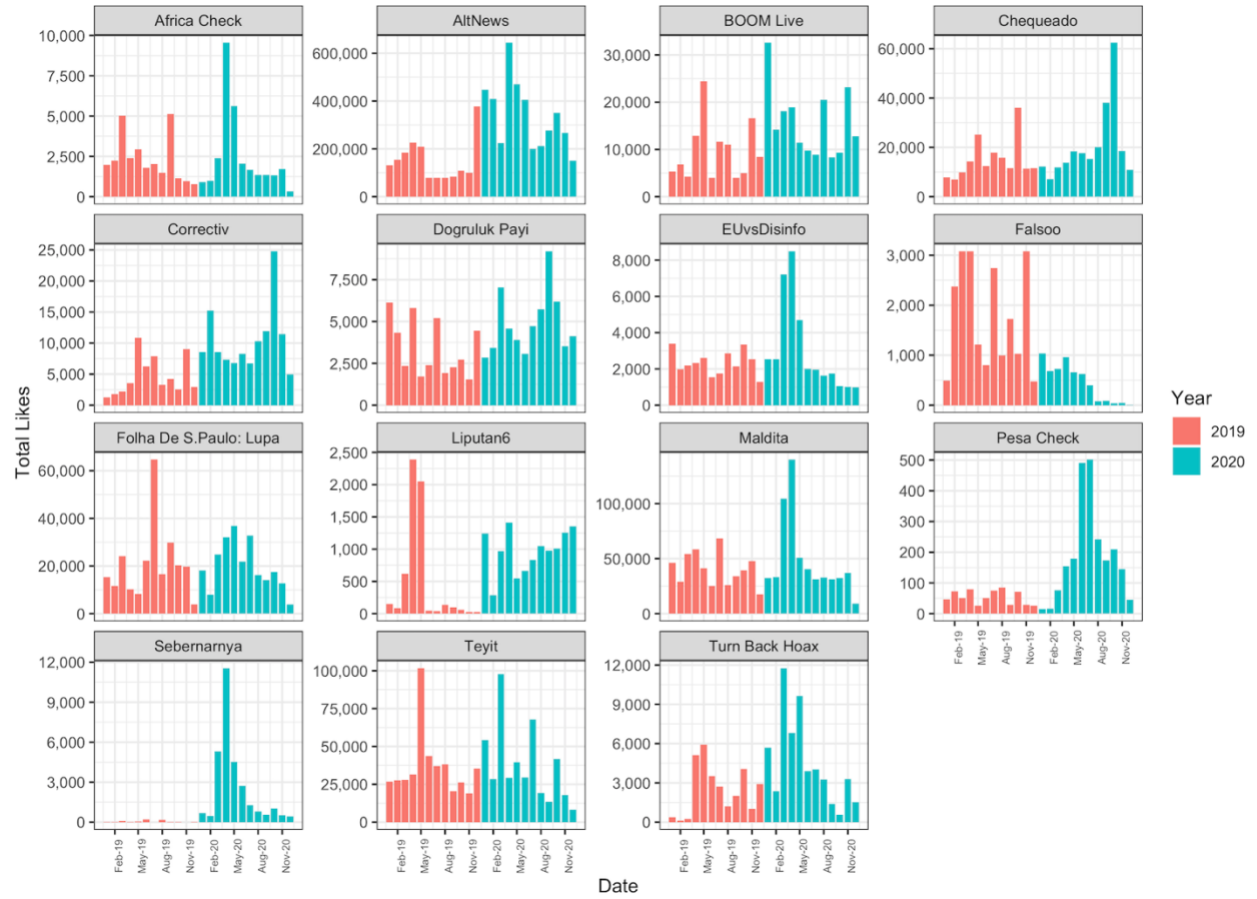 Africa Check
AltNews
BOOM Live
Chequeado
10,000
7,500
5,000
2,500
0
600,000
400,000
200,000
0
30,000
20,000
10,000
0
60,000
40,000
20,000
0
Correctiv
Dogruluk Payi
EUvsDisinfo
Falsoo
25,000
20,000
15,000
10,000
5,000
0
7,500
5,000
2,500
0
8,000
6,000
4,000
2,000
0
3,000
2,000
1,000
0
Folha De S.Paulo: Lupa
Liputan6
Maldita
Pesa Check
60,000
40,000
20,000
0
2,500
2,000
1,500
1,000
500
0
100,000
50,000
0
500
400
300
200
100
0
Feb-19
May-19
Aug-19
Nov-19
Feb-20
May-20
Aug-20
Nov-20
Sebernarnya
Teyit
Turn Back Hoax
12,000
9,000
6,000
3,000
0
100,000
75,000
50,000
25,000
0
12,000
9,000
6,000
3,000
0
Feb-19
May-19
Aug-19
Nov-19
Feb-20
May-20
Aug-20
Nov-20
Feb-19
May-19
Aug-19
Nov-19
Feb-20
May-20
Aug-20
Nov-20
Feb-19
May-19
Aug-19
Nov-19
Feb-20
May-20
Aug-20
Nov-20
Total Likes
Date
Year
2019
2020